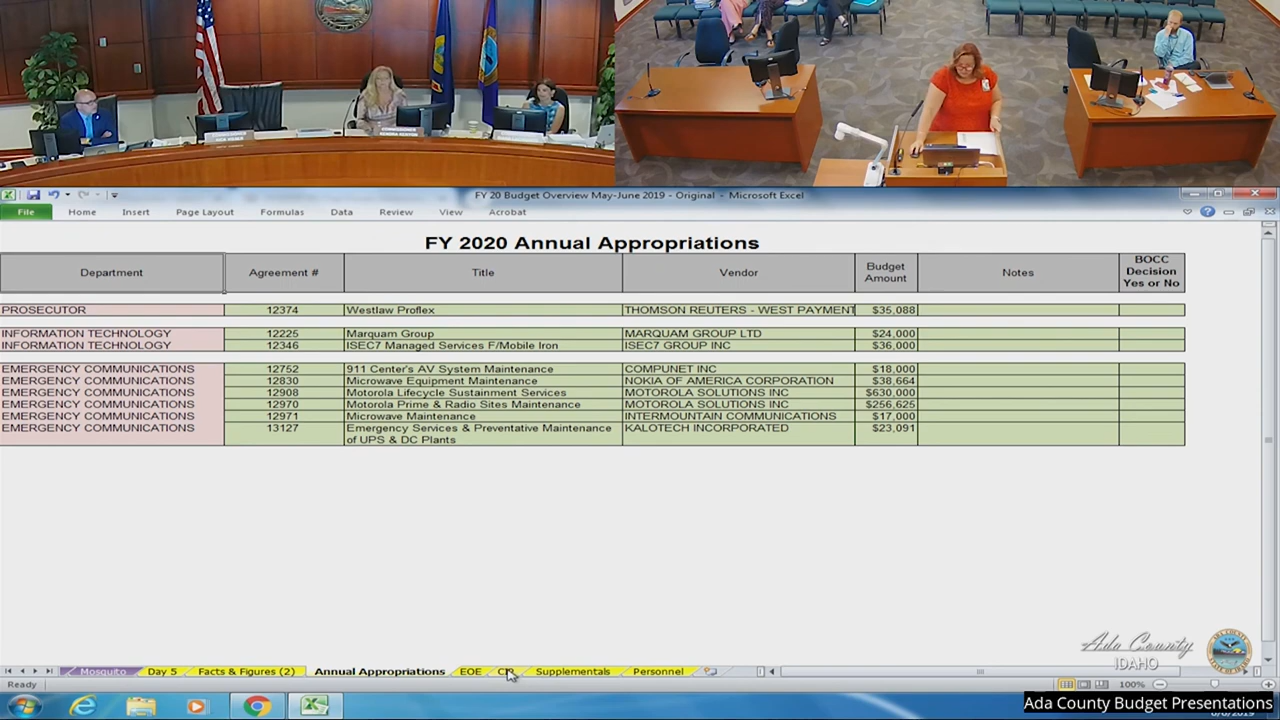 FY 20 Budget Overview May-June 2019 - Original - Microsoft Excel
File Home Insert Page Layout Formulas Data Review View Acrobat
FY 2020 Annual Appropriations
Department Agreement # Title Vendor Budget Amount Notes BOCC Decision Yes or No
PROSECUTOR 12374 Westlaw Proflex THOMSON REUTERS - WEST PAYMENT $35,088
INFORMATION TECHNOLOGY 12225 Marquam Group MARQUAM GROUP LTD $24,000
INFORMATION TECHNOLOGY 12346 ISEC7 Managed Services F/Mobile Iron ISEC7 GROUP INC $36,000
EMERGENCY COMMUNICATIONS 12752 911 Center's AV System Maintenance COMPUNET INC $18,000
EMERGENCY COMMUNICATIONS 12830 Microwave Equipment Maintenance NOKIA OF AMERICA CORPORATION $38,664
EMERGENCY COMMUNICATIONS 12908 Motorola Lifecycle Sustainment Services MOTOROLA SOLUTIONS INC $630,000
EMERGENCY COMMUNICATIONS 12970 Motorola Prime & Radio Sites Maintenance MOTOROLA SOLUTIONS INC $256,625
EMERGENCY COMMUNICATIONS 12971 Microwave Maintenance INTERMOUNTAIN COMMUNICATIONS $17,000
EMERGENCY COMMUNICATIONS 13127 Emergency Services & Preventative Maintenance KALOTECH INCORPORATED $23,091
of UPS & DC Plants
Ada County
IDAHO
Mosquito Day 5 Facts & Figures (2) Annual Appropriations EOE Supplementals Personnel
Ready 100%
Ada County Budget Presentations